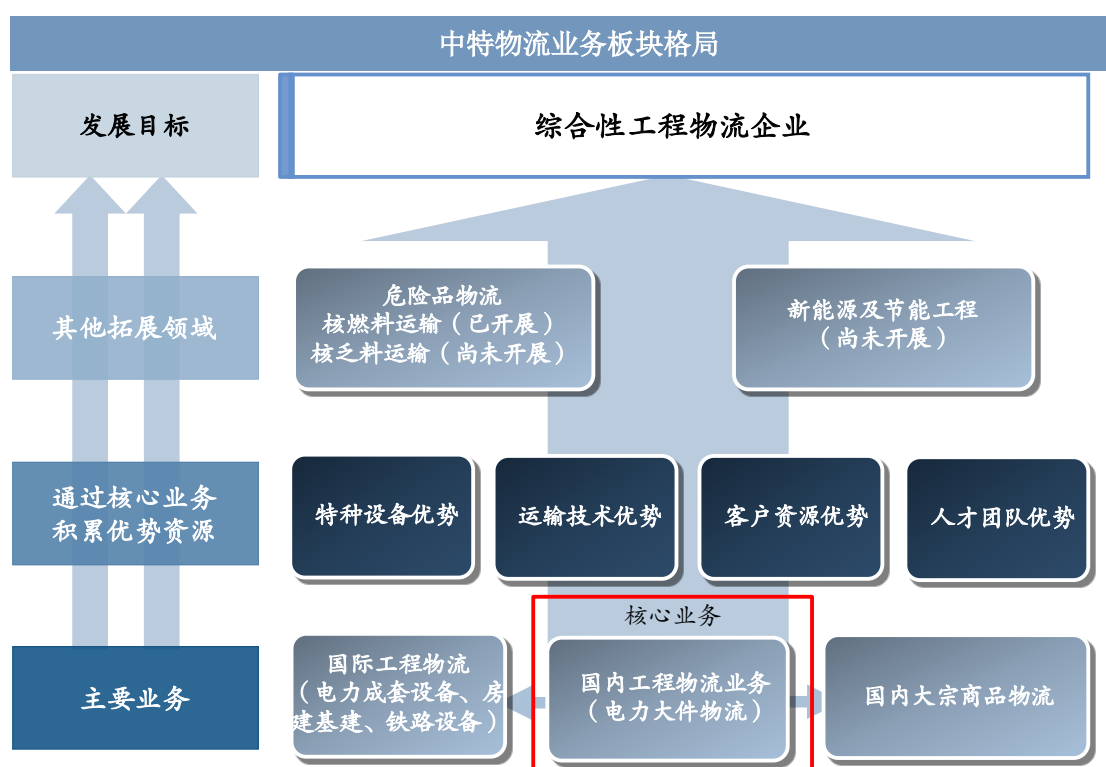 中特物流业务板块格局
发展目标
综合性工程物流企业
其他拓展领域
危险品物流
核燃料运输（已开展）
核乏料运输（尚未开展）
新能源及节能工程
（尚未开展）
通过核心业务
积累优势资源
特种设备优势
运输技术优势
客户资源优势
人才团队优势
核心业务
主要业务
国际工程物流
（电力成套设备、房
建基建、铁路设备）
国内工程物流业务
（电力大件物流）
国内大宗商品物流